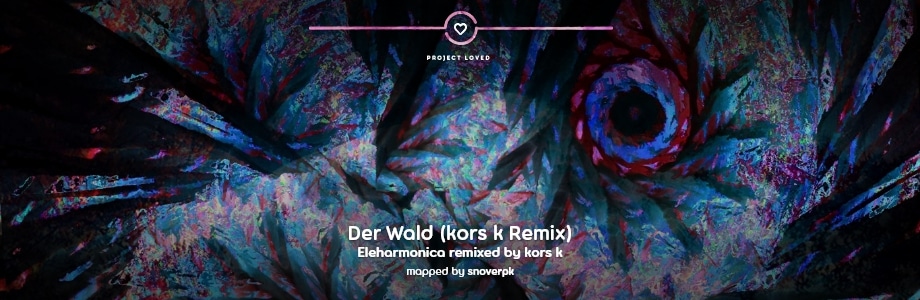 PROJECT LOVED
Der Wald (kors k Remix)
Eleharmonica remixed by kors k
mapped by snoverpk